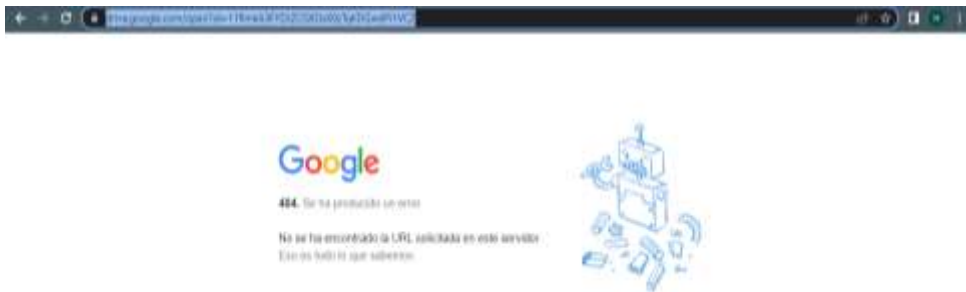 Google
404. Se ha producido un error.
No se ha encontrado la URL solicitada en este servidor.
Eso es todo lo que sabemos.